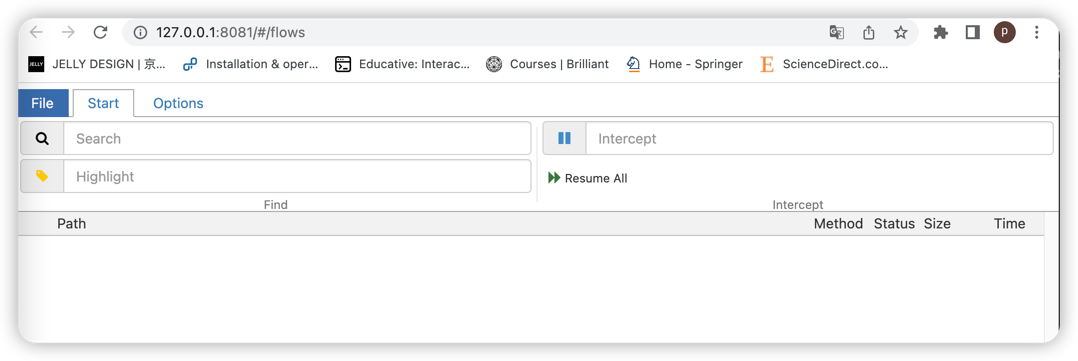 127.0.0.1:8081/#/flows
P
JELLY JELLY DESIGN | 京... Installation & oper... Educative: Interac... Courses | Brilliant Home - Springer E ScienceDirect.co...
File Start Options
Search Intercept
Highlight Resume All
Find Intercept
Path Method Status Size Time